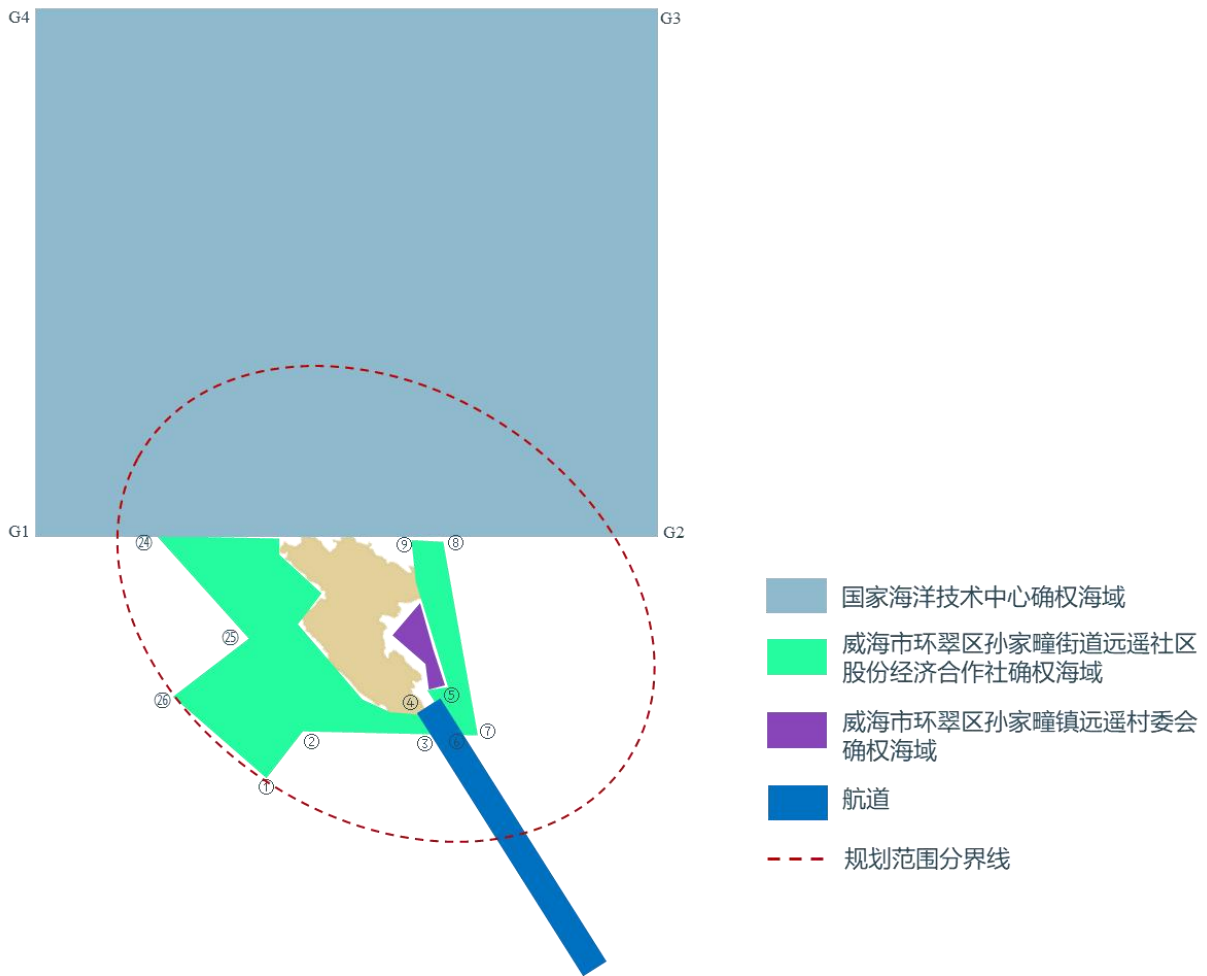 G4
G3
G1
G2
㉔
⑨
⑧
㉕
㉖
④
⑤
②
③
⑥
⑦
①
国家海洋技术中心确权海域
威海市环翠区孙家疃街道远遥社区
股份经济合作社确权海域
威海市环翠区孙家疃镇远遥村委会
确权海域
航道
规划范围分界线